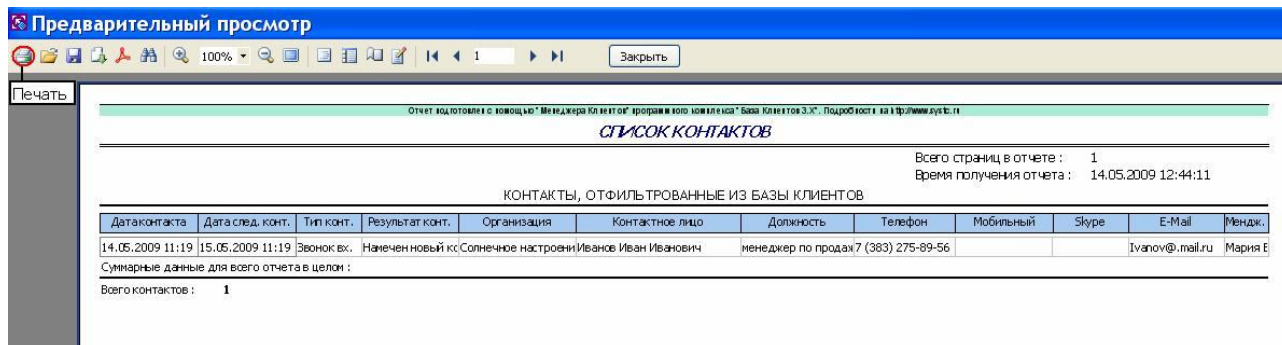 Предварительный просмотр
100% 1 Закрыть
Печать
Отчет подготовлен с помощью "Менеджера Клиентов" программного комплекса "База Клиентов 3.X". Подробности на http://www.systc.ru
СПИСОК КОНТАКТОВ
Всего страниц в отчете : 1
Время получения отчета : 14.05.2009 12:44:11
КОНТАКТЫ, ОТФИЛЬТРОВАННЫЕ ИЗ БАЗЫ КЛИЕНТОВ
Дата контакта Дата след. конт. Тип конт. Результат конт. Организация Контактное лицо Должность Телефон Мобильный Skype E-Mail Мендж.
14.05.2009 11:19 15.05.2009 11:19 Звонок вх. Намечен новый кс Солнечное настроени Иванов Иван Иванович менеджер по продаж 7 (383) 275-89-56 Ivanov@.mail.ru Мария Е
Суммарные данные для всего отчета в целом :
Всего контактов : 1